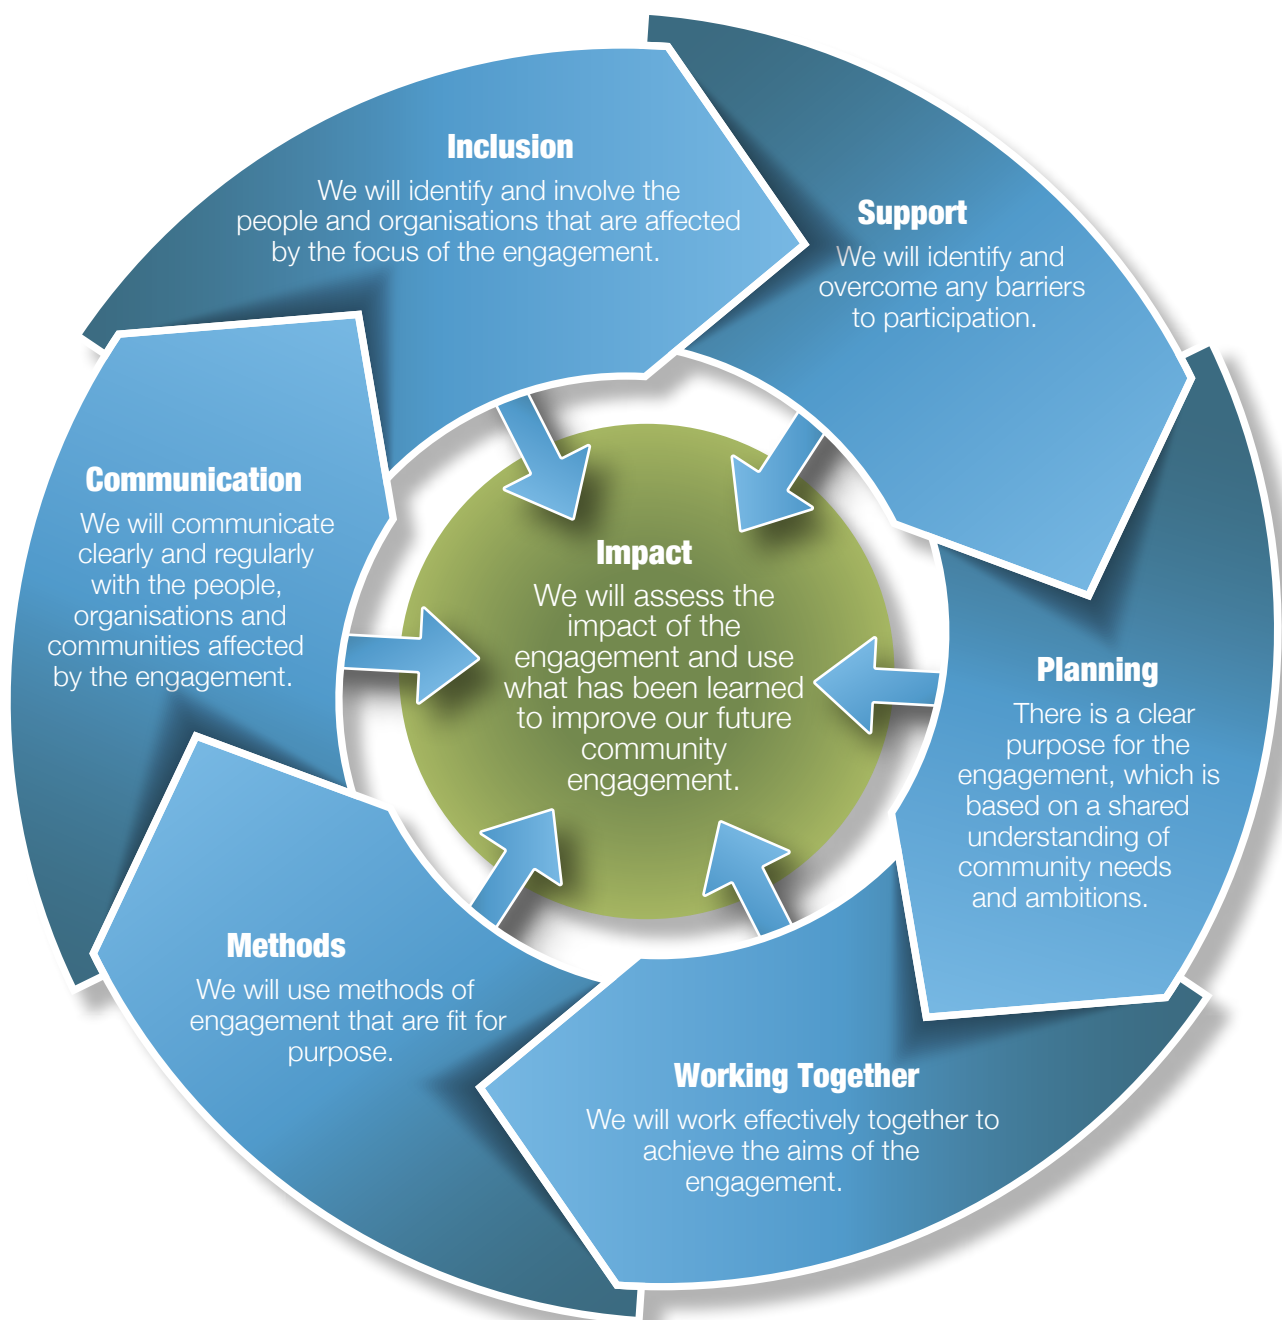 Inclusion
We will identify and involve the
people and organisations that are affected
by the focus of the engagement.
Support
We will identify and
overcome any barriers
to participation.
Planning
There is a clear
purpose for the
engagement, which is
based on a shared
understanding of
community needs
and ambitions.
Working Together
We will work effectively together to
achieve the aims of the
engagement.
Methods
We will use methods of
engagement that are fit for
purpose.
Communication
We will communicate
clearly and regularly
with the people,
organisations and
communities affected
by the engagement.
Impact
We will assess the
impact of the
engagement and use
what has been learned
to improve our future
community
engagement.